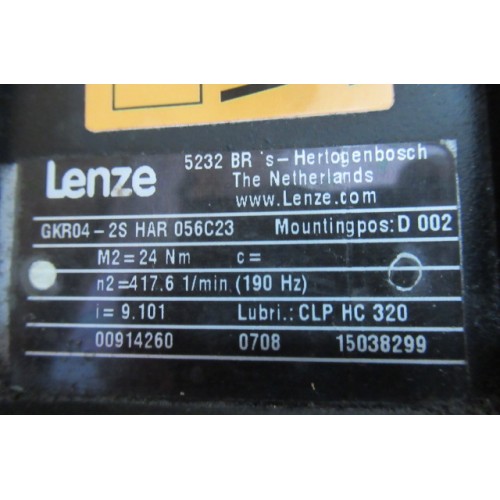 Lenze
5232 BR 's-Hertogenbosch
The Netherlands
www.Lenze.com
GKR04-2S HAR 056C23 Mountingpos: D 002
M2=24 Nm c=
n2=417.6 1/min (190 Hz)
i=9.101 Lubri.: CLP HC 320
00914260 0708 15038299